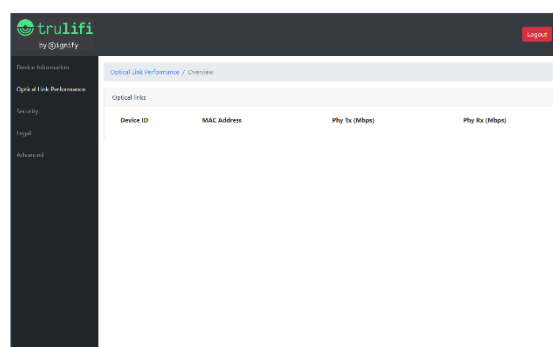 trulifi
by Signify
Logout
Device Information
Optical Link Performance
Security
Legal
Advanced
Optical Link Performance / Overview
Optical links
Device ID MAC Address Phy Tx (Mbps) Phy Rx (Mbps)